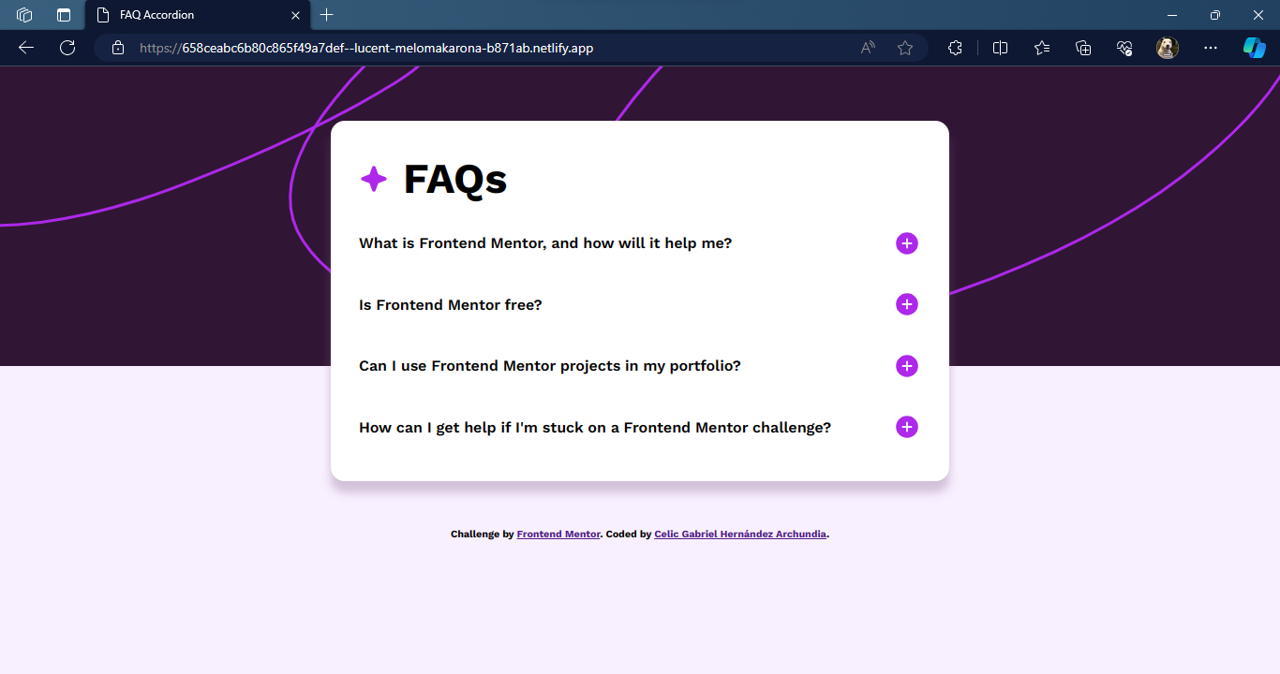 FAQ Accordion
https://658ceabc6b80c865f49a7def--lucent-melomakarona-b871ab.netlify.app
FAQs
What is Frontend Mentor, and how will it help me?
Is Frontend Mentor free?
Can I use Frontend Mentor projects in my portfolio?
How can I get help if I'm stuck on a Frontend Mentor challenge?
Challenge by Frontend Mentor. Coded by Celic Gabriel Hernández Archundia.